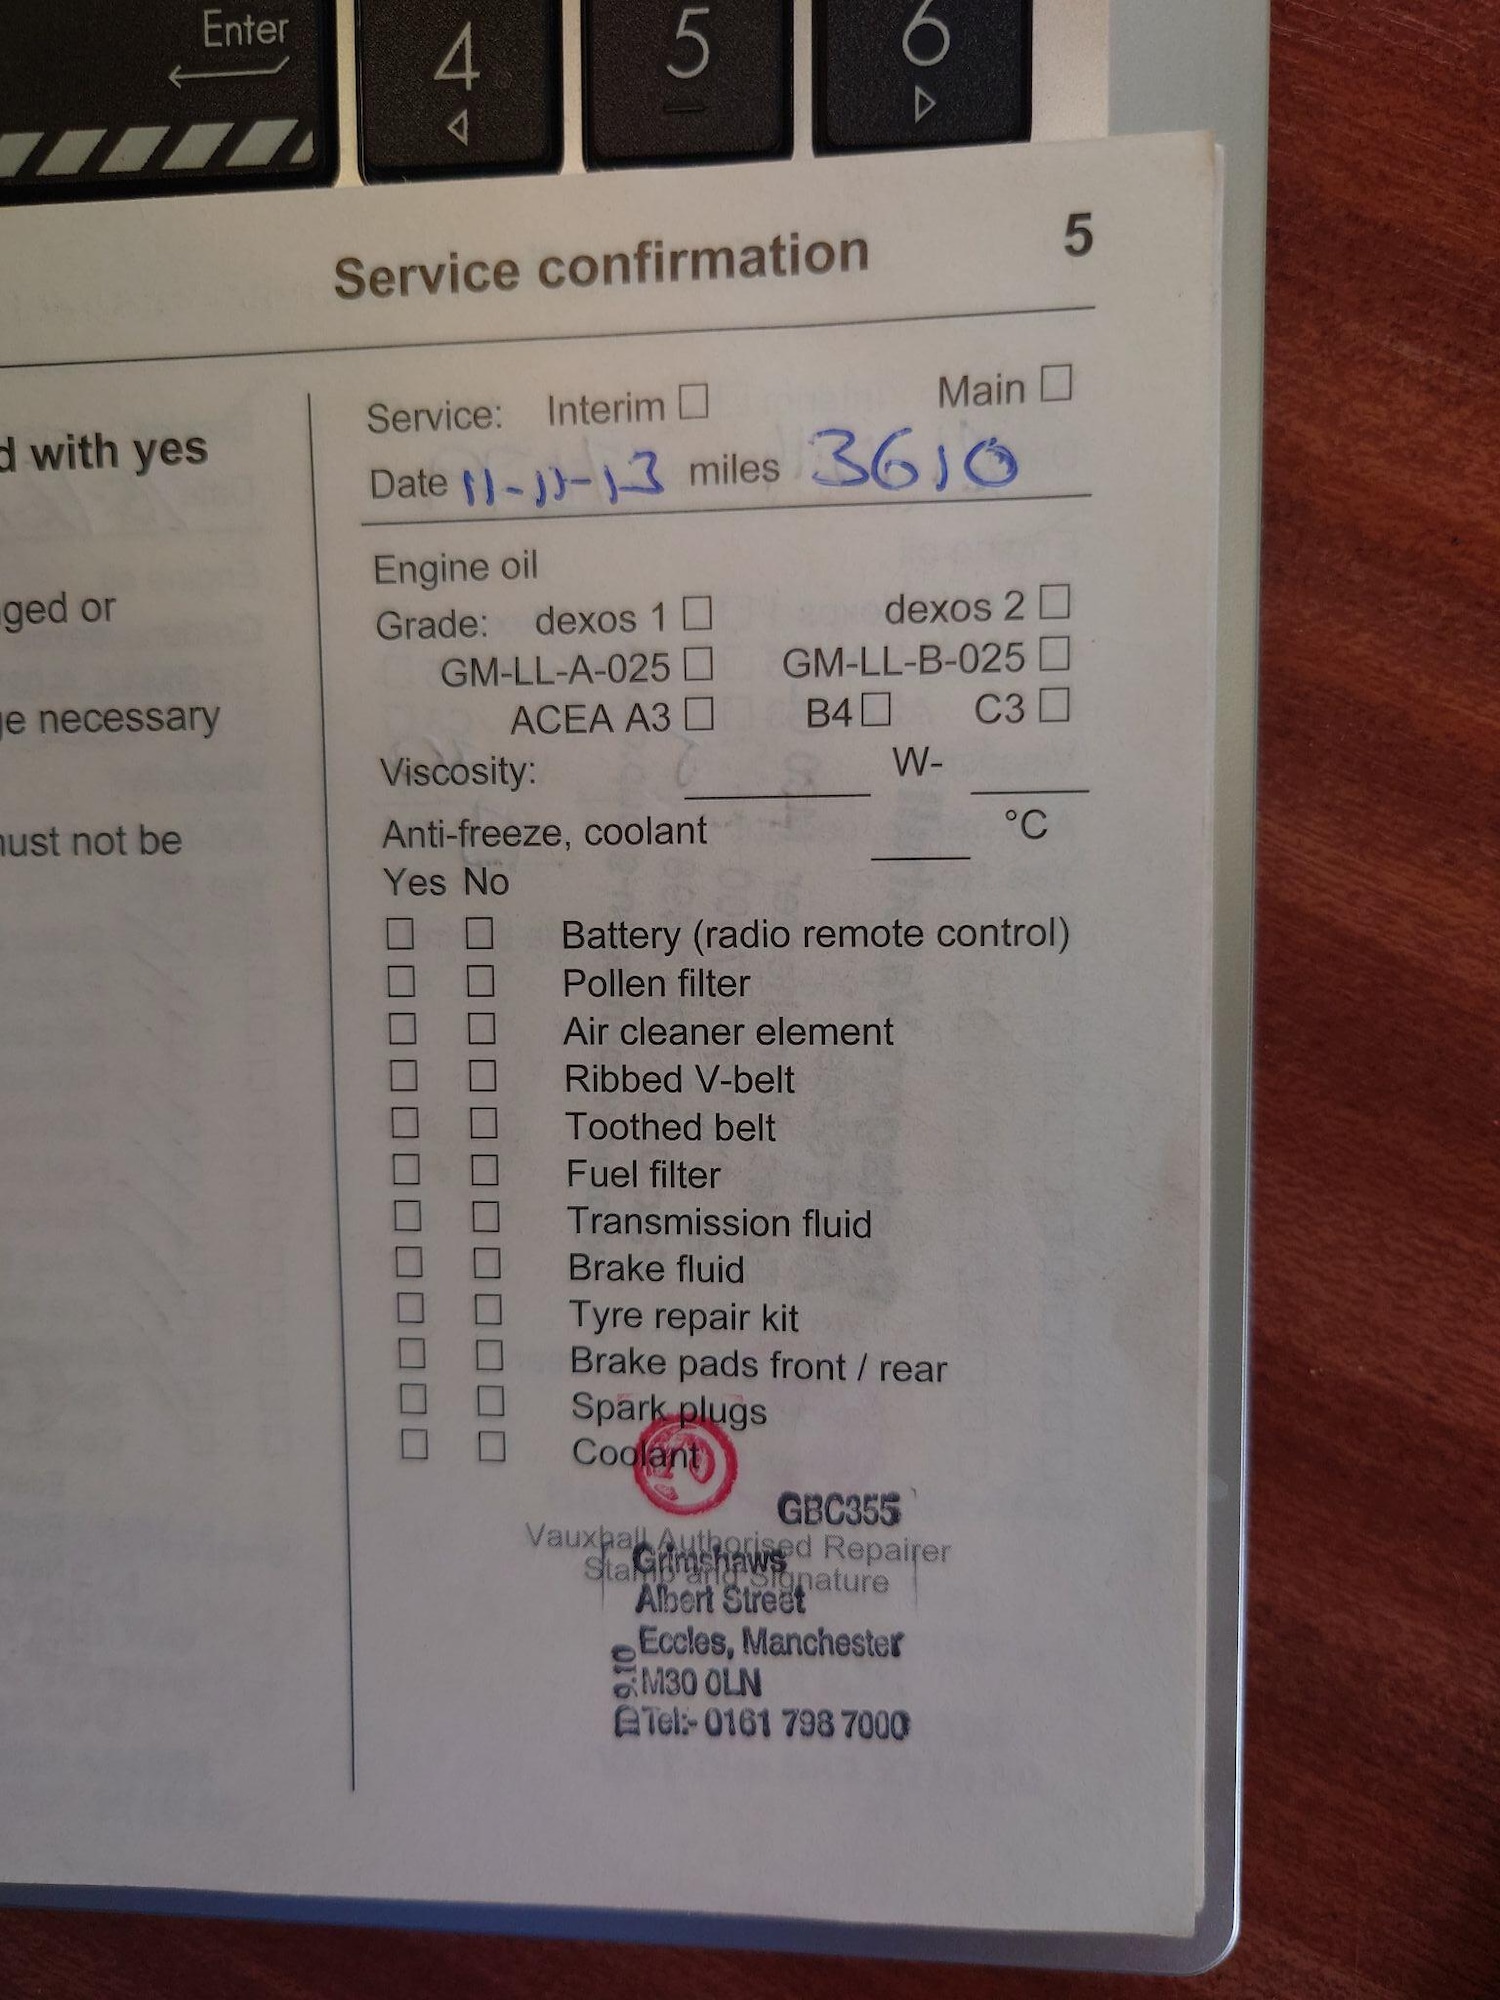 Enter
4 5 6
Service confirmation 5
d with yes
ged or
ge necessary
nust not be
Service: Interim Main
Date 11-11-13 miles 3610
Engine oil
Grade: dexos 1 dexos 2
GM-LL-A-025 GM-LL-B-025
ACEA A3 B4 C3
Viscosity: W-
Anti-freeze, coolant °C
Yes No
Battery (radio remote control)
Pollen filter
Air cleaner element
Ribbed V-belt
Toothed belt
Fuel filter
Transmission fluid
Brake fluid
Tyre repair kit
Brake pads front / rear
Spark plugs
Coolant
GBC355
Vauxhall Authorised Repairer
Stamp and Signature
Grimshaws
Albert Street
Eccles, Manchester
M30 0LN
Tel:- 0161 798 7000